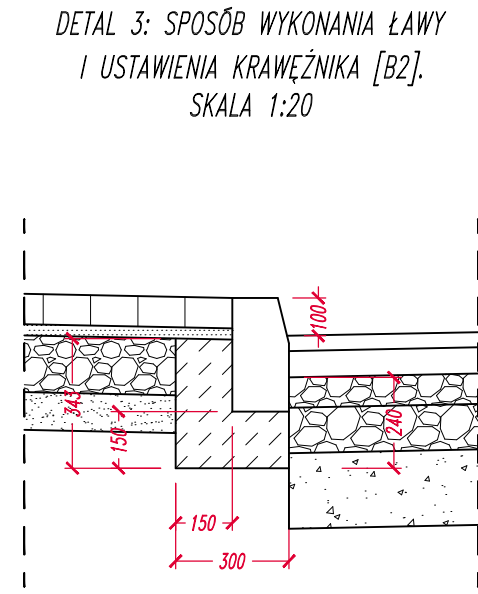 DETAL 3: SPOSÓB WYKONANIA ŁAWY
I USTAWIENIA KRAWĘŻNIKA [B2].
SKALA 1:20
100
343
150
240
150
300